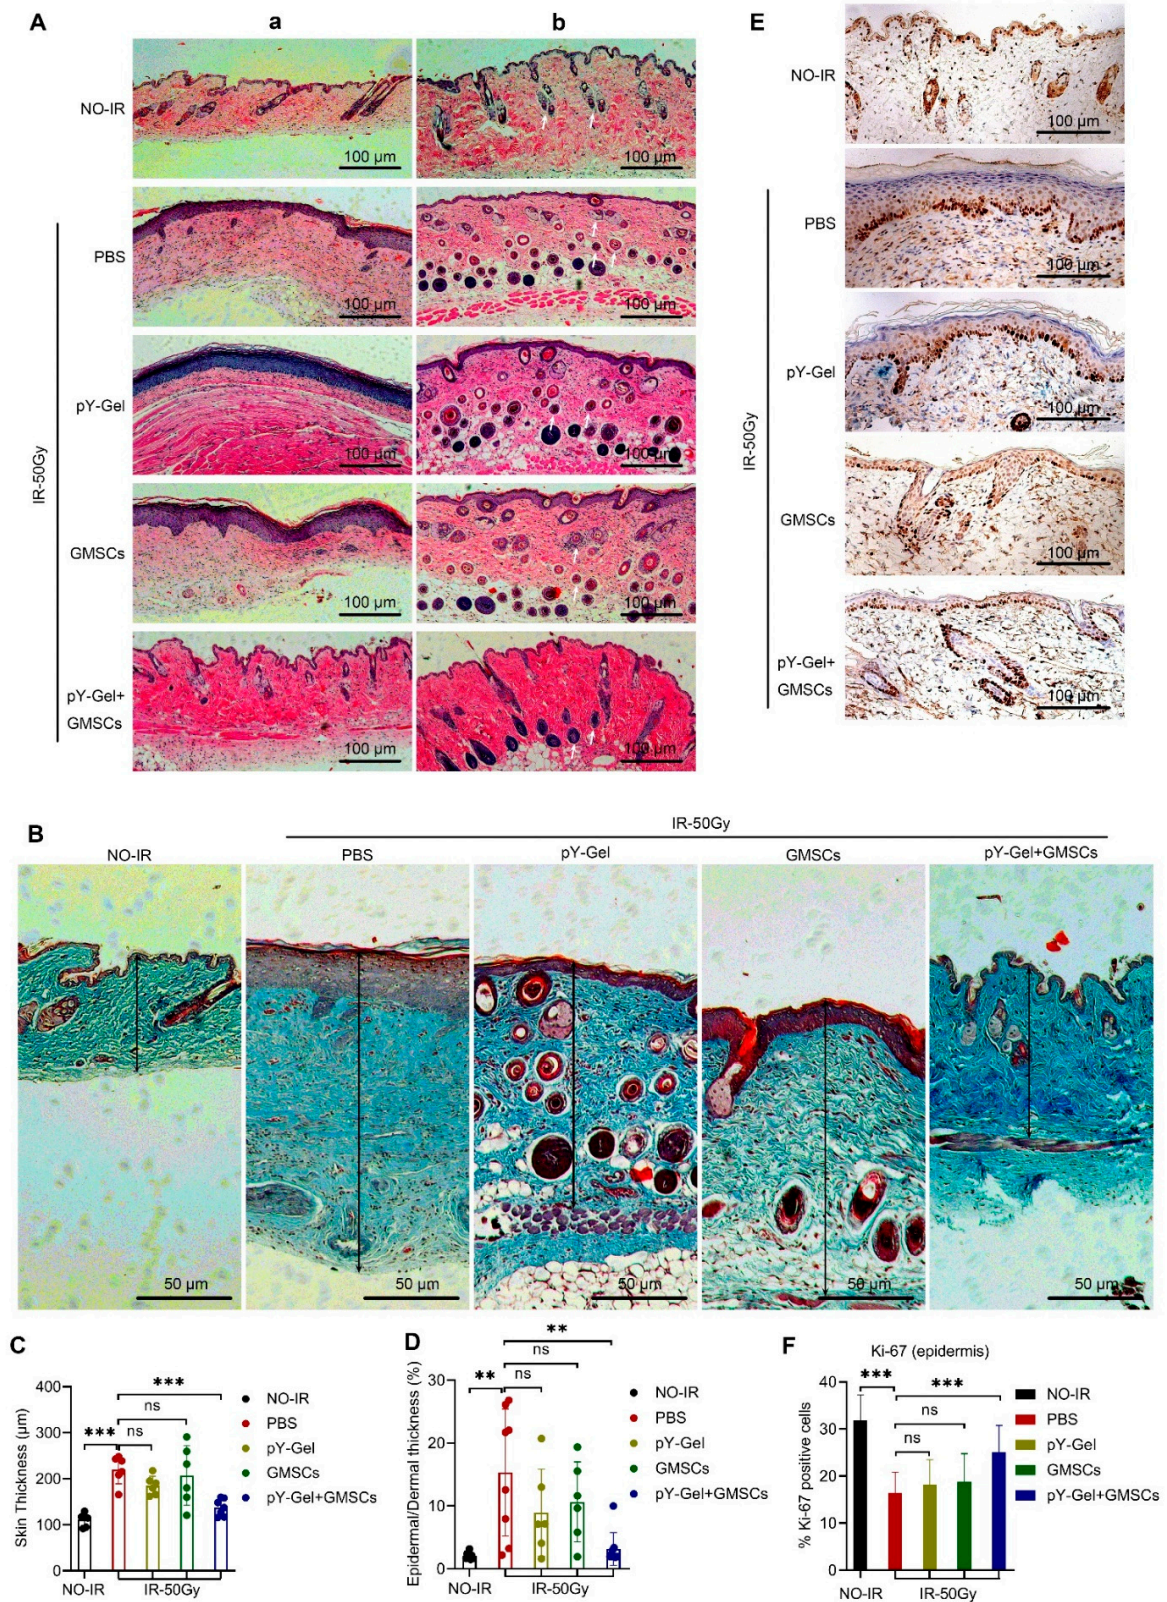 A
a
b
NO-IR
100 µm
100 µm
IR-50Gy
PBS
100 µm
100 µm
pY-Gel
100 µm
100 µm
GMSCs
100 µm
100 µm
pY-Gel+
GMSCs
100 µm
100 µm
E
NO-IR
100 µm
IR-50Gy
PBS
100 µm
pY-Gel
100 µm
GMSCs
100 µm
pY-Gel+
GMSCs
100 µm
B
IR-50Gy
NO-IR
PBS
pY-Gel
GMSCs
pY-Gel+GMSCs
50 µm
50 µm
50 µm
50 µm
50 µm
C
Skin Thickness (µm)
400
300
200
100
0
***
ns
***
ns
NO-IR
IR-50Gy
NO-IR
PBS
pY-Gel
GMSCs
pY-Gel+GMSCs
D
Epidermal/Dermal thickness (%)
30
20
10
0
**
ns
**
ns
NO-IR
IR-50Gy
NO-IR
PBS
pY-Gel
GMSCs
pY-Gel+GMSCs
F
Ki-67 (epidermis)
% Ki-67 positive cells
40
30
20
10
0
***
***
ns
ns
NO-IR
IR-50Gy
NO-IR
PBS
pY-Gel
GMSCs
pY-Gel+GMSCs